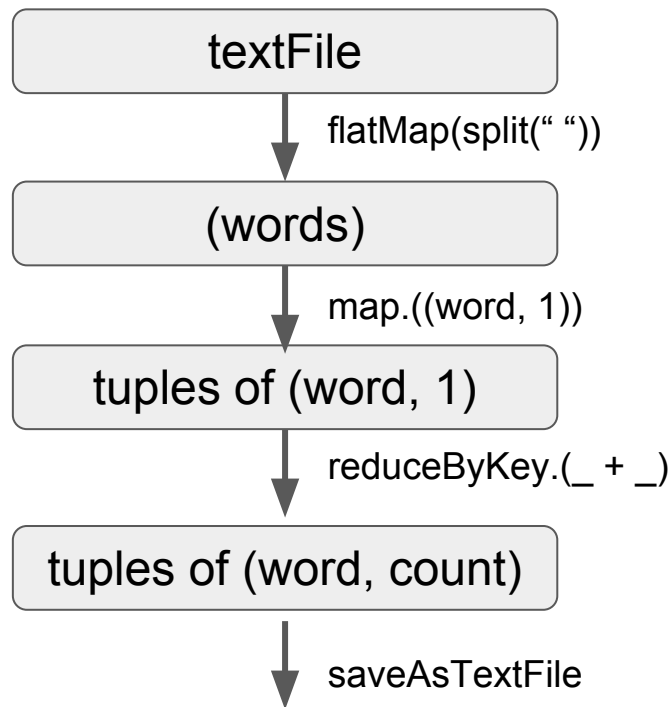 textFile
flatMap(split(“ “))
(words)
map.((word, 1))
tuples of (word, 1)
reduceByKey.(_ + _)
tuples of (word, count)
saveAsTextFile